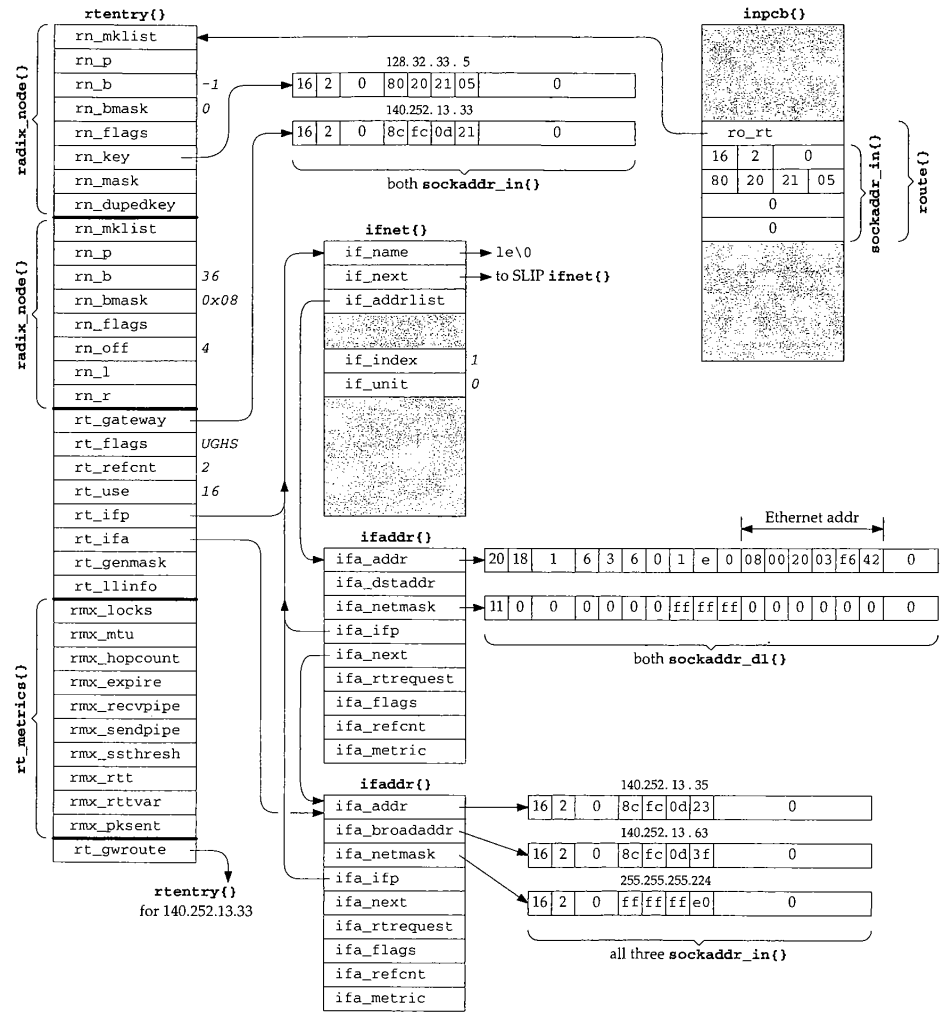 rtentry{}
radix_node{}
rn_mklist
rn_p
rn_b -1
rn_bmask 0
rn_flags
rn_key
rn_mask
rn_dupedkey
radix_node{}
rn_mklist
rn_p
rn_b 36
rn_bmask 0x08
rn_flags
rn_off 4
rn_l
rn_r
rt_gateway
rt_flags UGHS
rt_refcnt 2
rt_use 16
rt_ifp
rt_ifa
rt_genmask
rt_llinfo
rt_metrics{}
rmx_locks
rmx_mtu
rmx_hopcount
rmx_expire
rmx_recvpipe
rmx_sendpipe
rmx_ssthresh
rmx_rtt
rmx_rttvar
rmx_pksent
rt_gwroute
rtentry{}
for 140.252.13.33
128.32.33.5
16 2 0 80 20 21 05 0
140.252.13.33
16 2 0 8c fc 0d 21 0
both sockaddr_in{}
inpcb{}
ro_rt
16 2 0
80 20 21 05
0
0
sockaddr_in{}
route{}
ifnet{}
if_name le\0
if_next to SLIP ifnet{}
if_addrlist
if_index 1
if_unit 0
ifaddr{}
ifa_addr
ifa_dstaddr
ifa_netmask
ifa_ifp
ifa_next
ifa_rtrequest
ifa_flags
ifa_refcnt
ifa_metric
Ethernet addr
20 18 1 6 3 6 0 l e 0 08 00 20 03 f6 42 0
11 0 0 0 0 0 0 ff ff ff 0 0 0 0 0 0 0
both sockaddr_dl{}
ifaddr{}
ifa_addr
ifa_broadaddr
ifa_netmask
ifa_ifp
ifa_next
ifa_rtrequest
ifa_flags
ifa_refcnt
ifa_metric
140.252.13.35
16 2 0 8c fc 0d 23 0
140.252.13.63
16 2 0 8c fc 0d 3f 0
255.255.255.224
16 2 0 ff ff ff e0 0
all three sockaddr_in{}